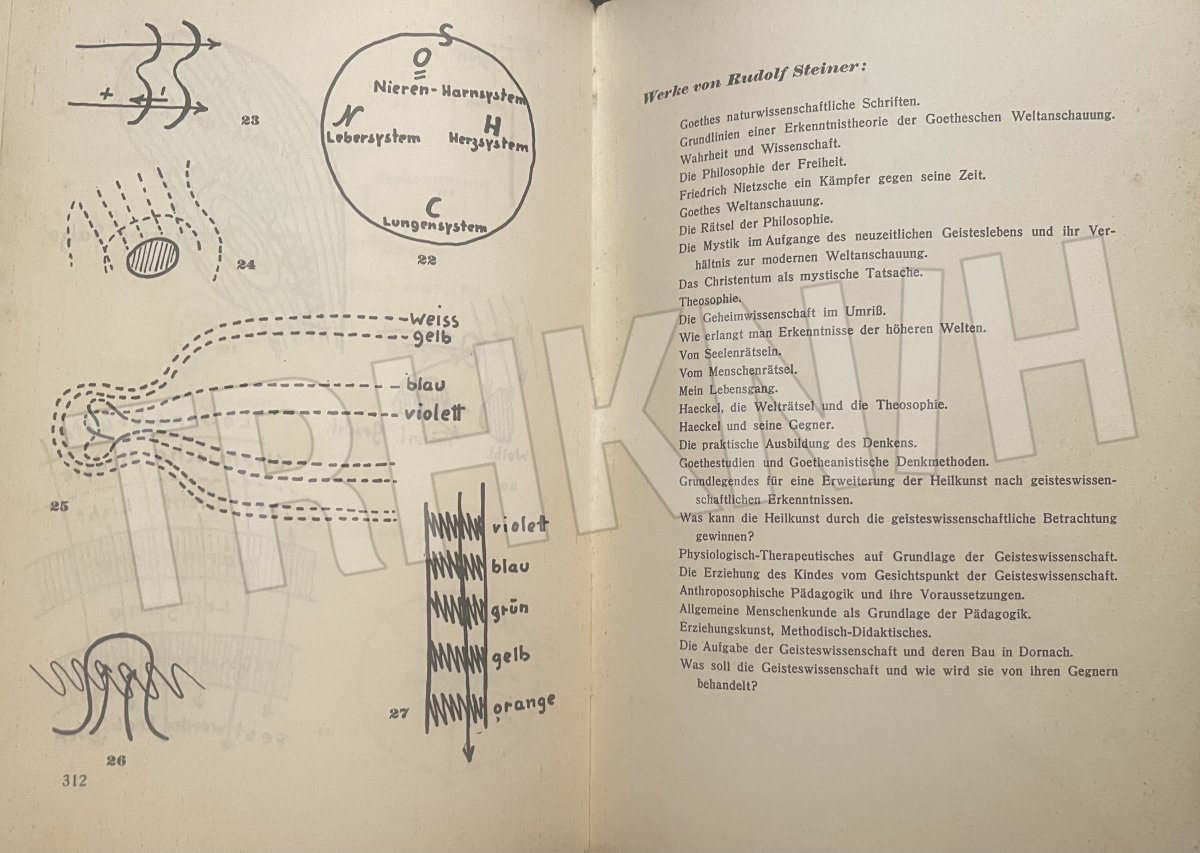 +
-
23
S
O
Nieren-Harnsystem
N
Lebersystem
H
Herzsystem
C
Lungensystem
22
24
weiss
gelb
blau
violett
25
violett
blau
grün
gelb
orange
27
26
312
Werke von Rudolf Steiner:
Goethes naturwissenschaftliche Schriften.
Grundlinien einer Erkenntnistheorie der Goetheschen Weltanschauung.
Wahrheit und Wissenschaft.
Die Philosophie der Freiheit.
Friedrich Nietzsche ein Kämpfer gegen seine Zeit.
Goethes Weltanschauung.
Die Rätsel der Philosophie.
Die Mystik im Aufgange des neuzeitlichen Geisteslebens und ihr Ver-
hältnis zur modernen Weltanschauung.
Das Christentum als mystische Tatsache.
Theosophie.
Die Geheimwissenschaft im Umriß.
Wie erlangt man Erkenntnisse der höheren Welten.
Von Seelenrätseln.
Vom Menschenrätsel.
Mein Lebensgang.
Haeckel, die Welträtsel und die Theosophie.
Haeckel und seine Gegner.
Die praktische Ausbildung des Denkens.
Goethestudien und Goetheanistische Denkmethoden.
Grundlegendes für eine Erweiterung der Heilkunst nach geisteswissen-
schaftlichen Erkenntnissen.
Was kann die Heilkunst durch die geisteswissenschaftliche Betrachtung
gewinnen?
Physiologisch-Therapeutisches auf Grundlage der Geisteswissenschaft.
Die Erziehung des Kindes vom Gesichtspunkt der Geisteswissenschaft.
Anthroposophische Pädagogik und ihre Voraussetzungen.
Allgemeine Menschenkunde als Grundlage der Pädagogik.
Erziehungskunst, Methodisch-Didaktisches.
Die Aufgabe der Geisteswissenschaft und deren Bau in Dornach.
Was soll die Geisteswissenschaft und wie wird sie von ihren Gegnern
behandelt?
TRHKN/H